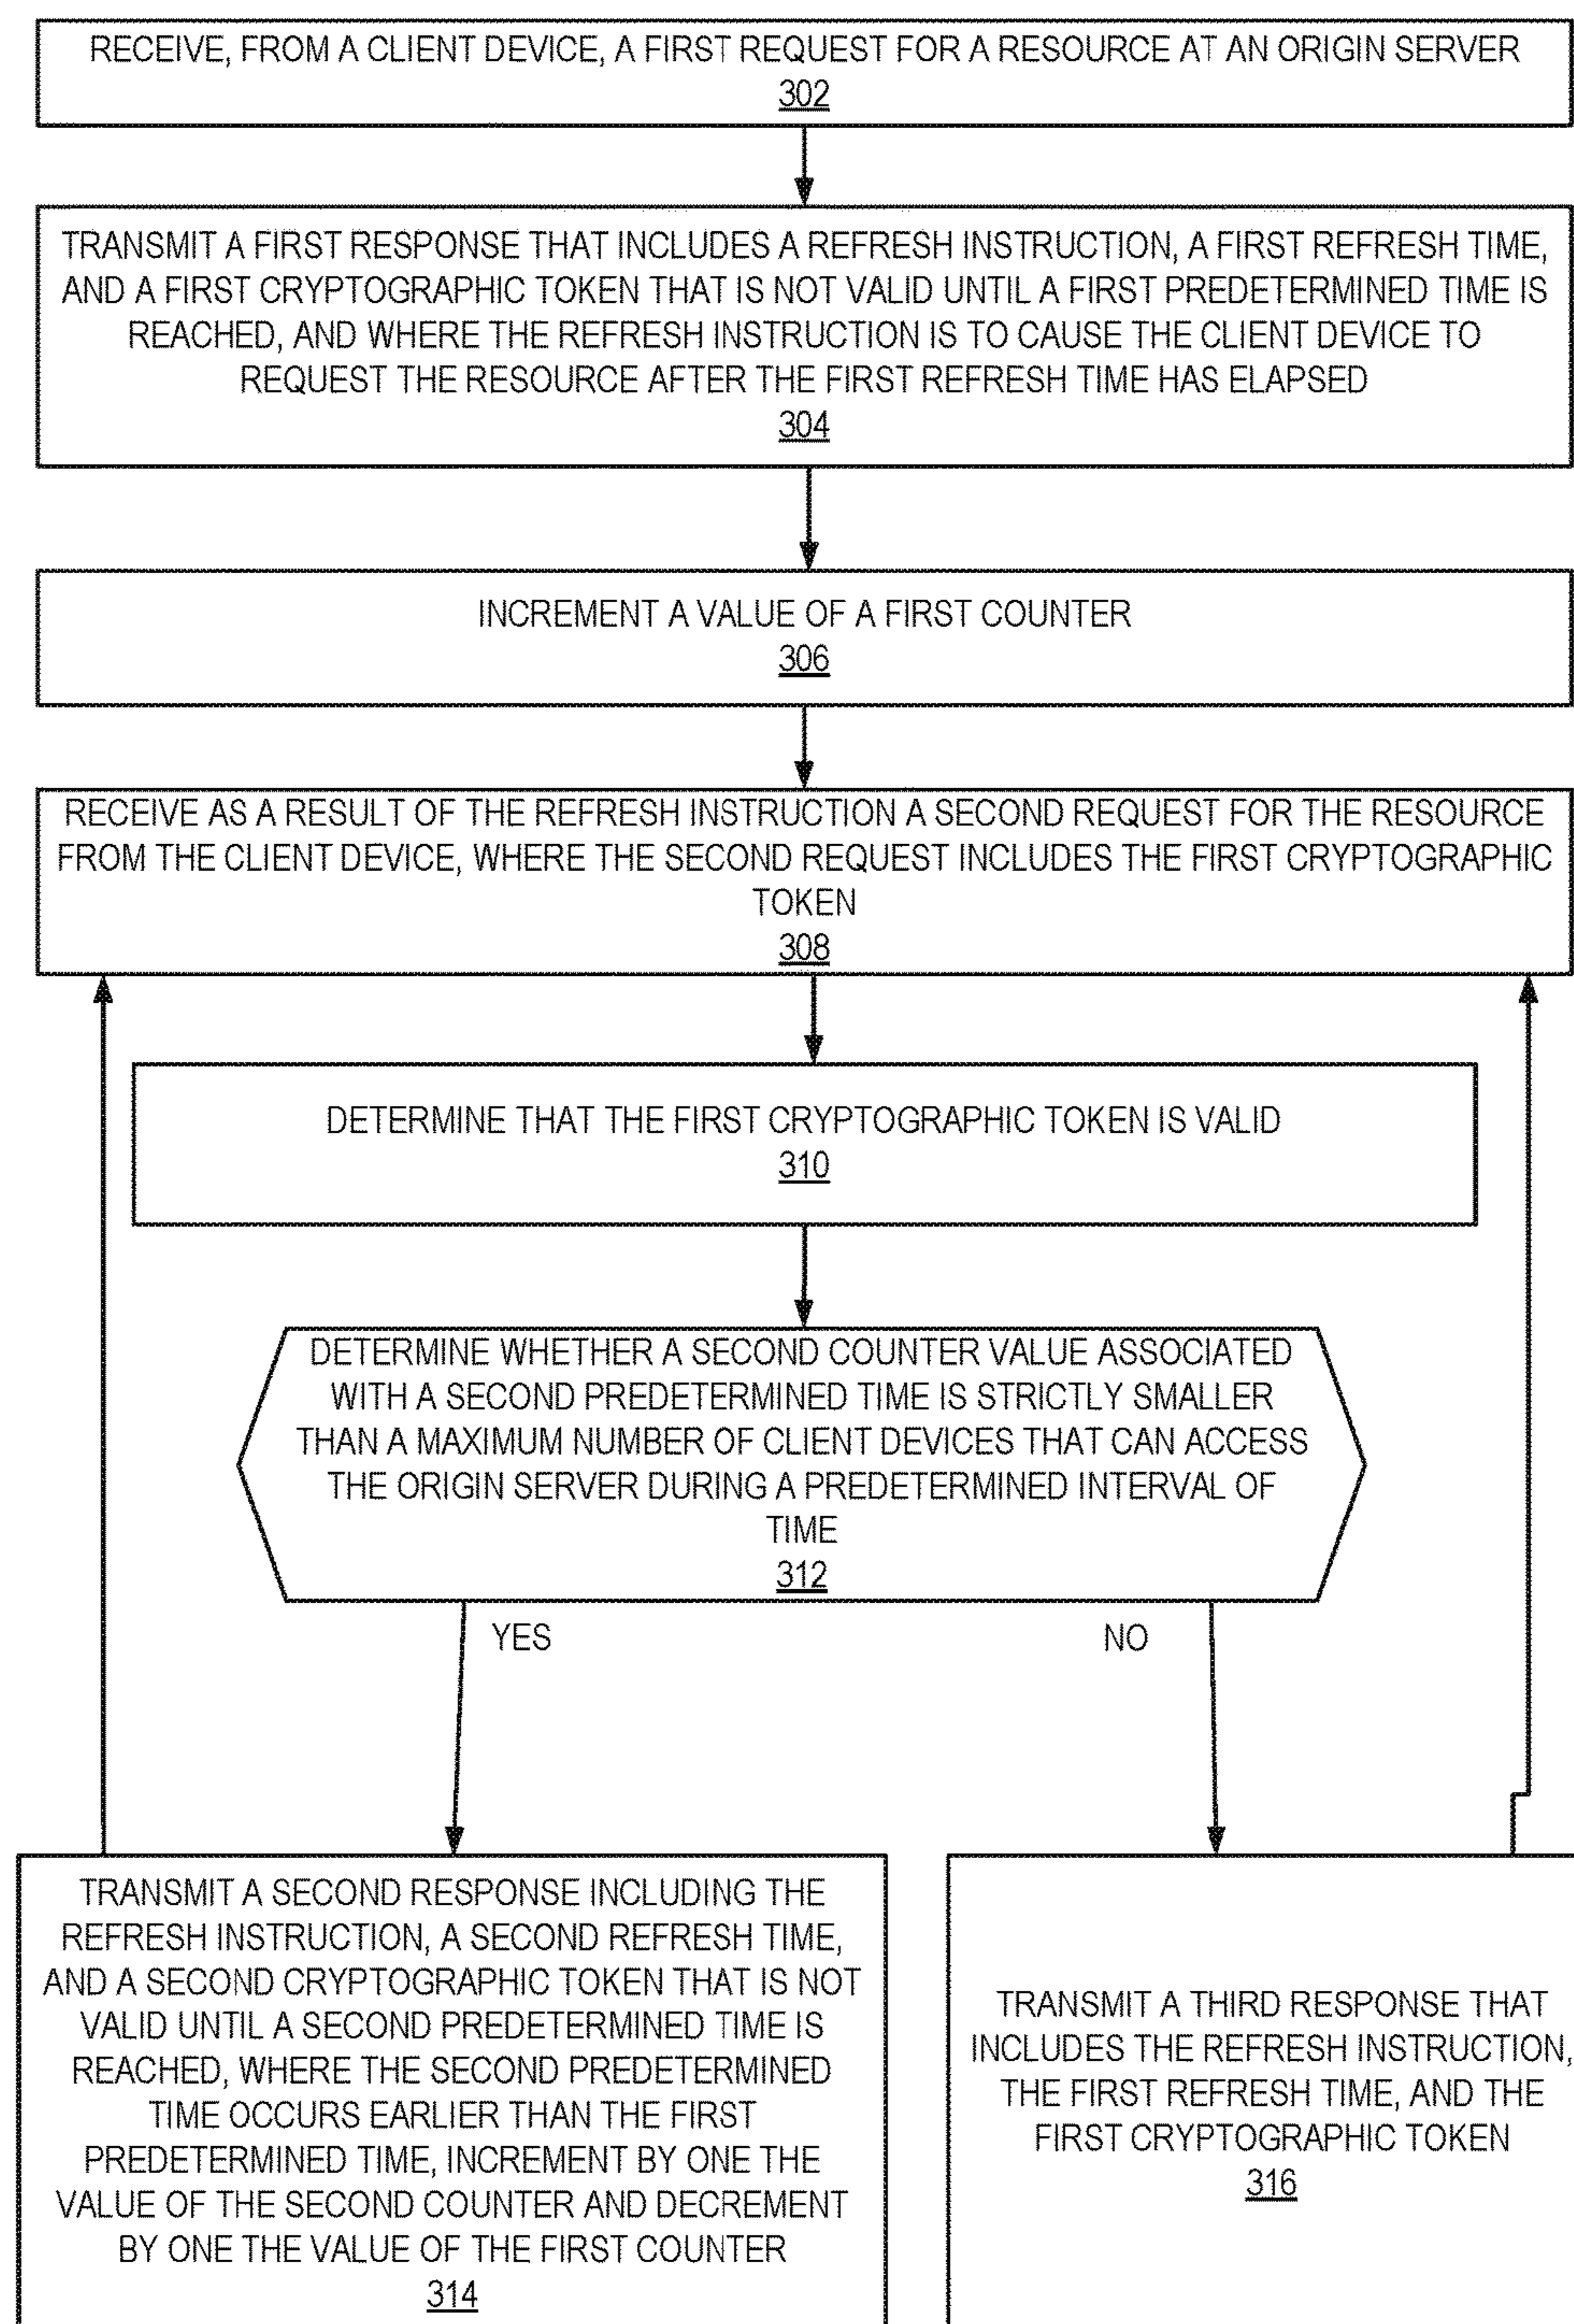 RECEIVE, FROM A CLIENT DEVICE, A FIRST REQUEST FOR A RESOURCE AT AN ORIGIN SERVER
302
TRANSMIT A FIRST RESPONSE THAT INCLUDES A REFRESH INSTRUCTION, A FIRST REFRESH TIME,
AND A FIRST CRYPTOGRAPHIC TOKEN THAT IS NOT VALID UNTIL A FIRST PREDETERMINED TIME IS
REACHED, AND WHERE THE REFRESH INSTRUCTION IS TO CAUSE THE CLIENT DEVICE TO
REQUEST THE RESOURCE AFTER THE FIRST REFRESH TIME HAS ELAPSED
304
INCREMENT A VALUE OF A FIRST COUNTER
306
RECEIVE AS A RESULT OF THE REFRESH INSTRUCTION A SECOND REQUEST FOR THE RESOURCE
FROM THE CLIENT DEVICE, WHERE THE SECOND REQUEST INCLUDES THE FIRST CRYPTOGRAPHIC
TOKEN
308
DETERMINE THAT THE FIRST CRYPTOGRAPHIC TOKEN IS VALID
310
DETERMINE WHETHER A SECOND COUNTER VALUE ASSOCIATED
WITH A SECOND PREDETERMINED TIME IS STRICTLY SMALLER
THAN A MAXIMUM NUMBER OF CLIENT DEVICES THAT CAN ACCESS
THE ORIGIN SERVER DURING A PREDETERMINED INTERVAL OF
TIME
312
YES
NO
TRANSMIT A SECOND RESPONSE INCLUDING THE
REFRESH INSTRUCTION, A SECOND REFRESH TIME,
AND A SECOND CRYPTOGRAPHIC TOKEN THAT IS NOT
VALID UNTIL A SECOND PREDETERMINED TIME IS
REACHED, WHERE THE SECOND PREDETERMINED
TIME OCCURS EARLIER THAN THE FIRST
PREDETERMINED TIME, INCREMENT BY ONE THE
VALUE OF THE SECOND COUNTER AND DECREMENT
BY ONE THE VALUE OF THE FIRST COUNTER
314
TRANSMIT A THIRD RESPONSE THAT
INCLUDES THE REFRESH INSTRUCTION,
THE FIRST REFRESH TIME, AND THE
FIRST CRYPTOGRAPHIC TOKEN
316